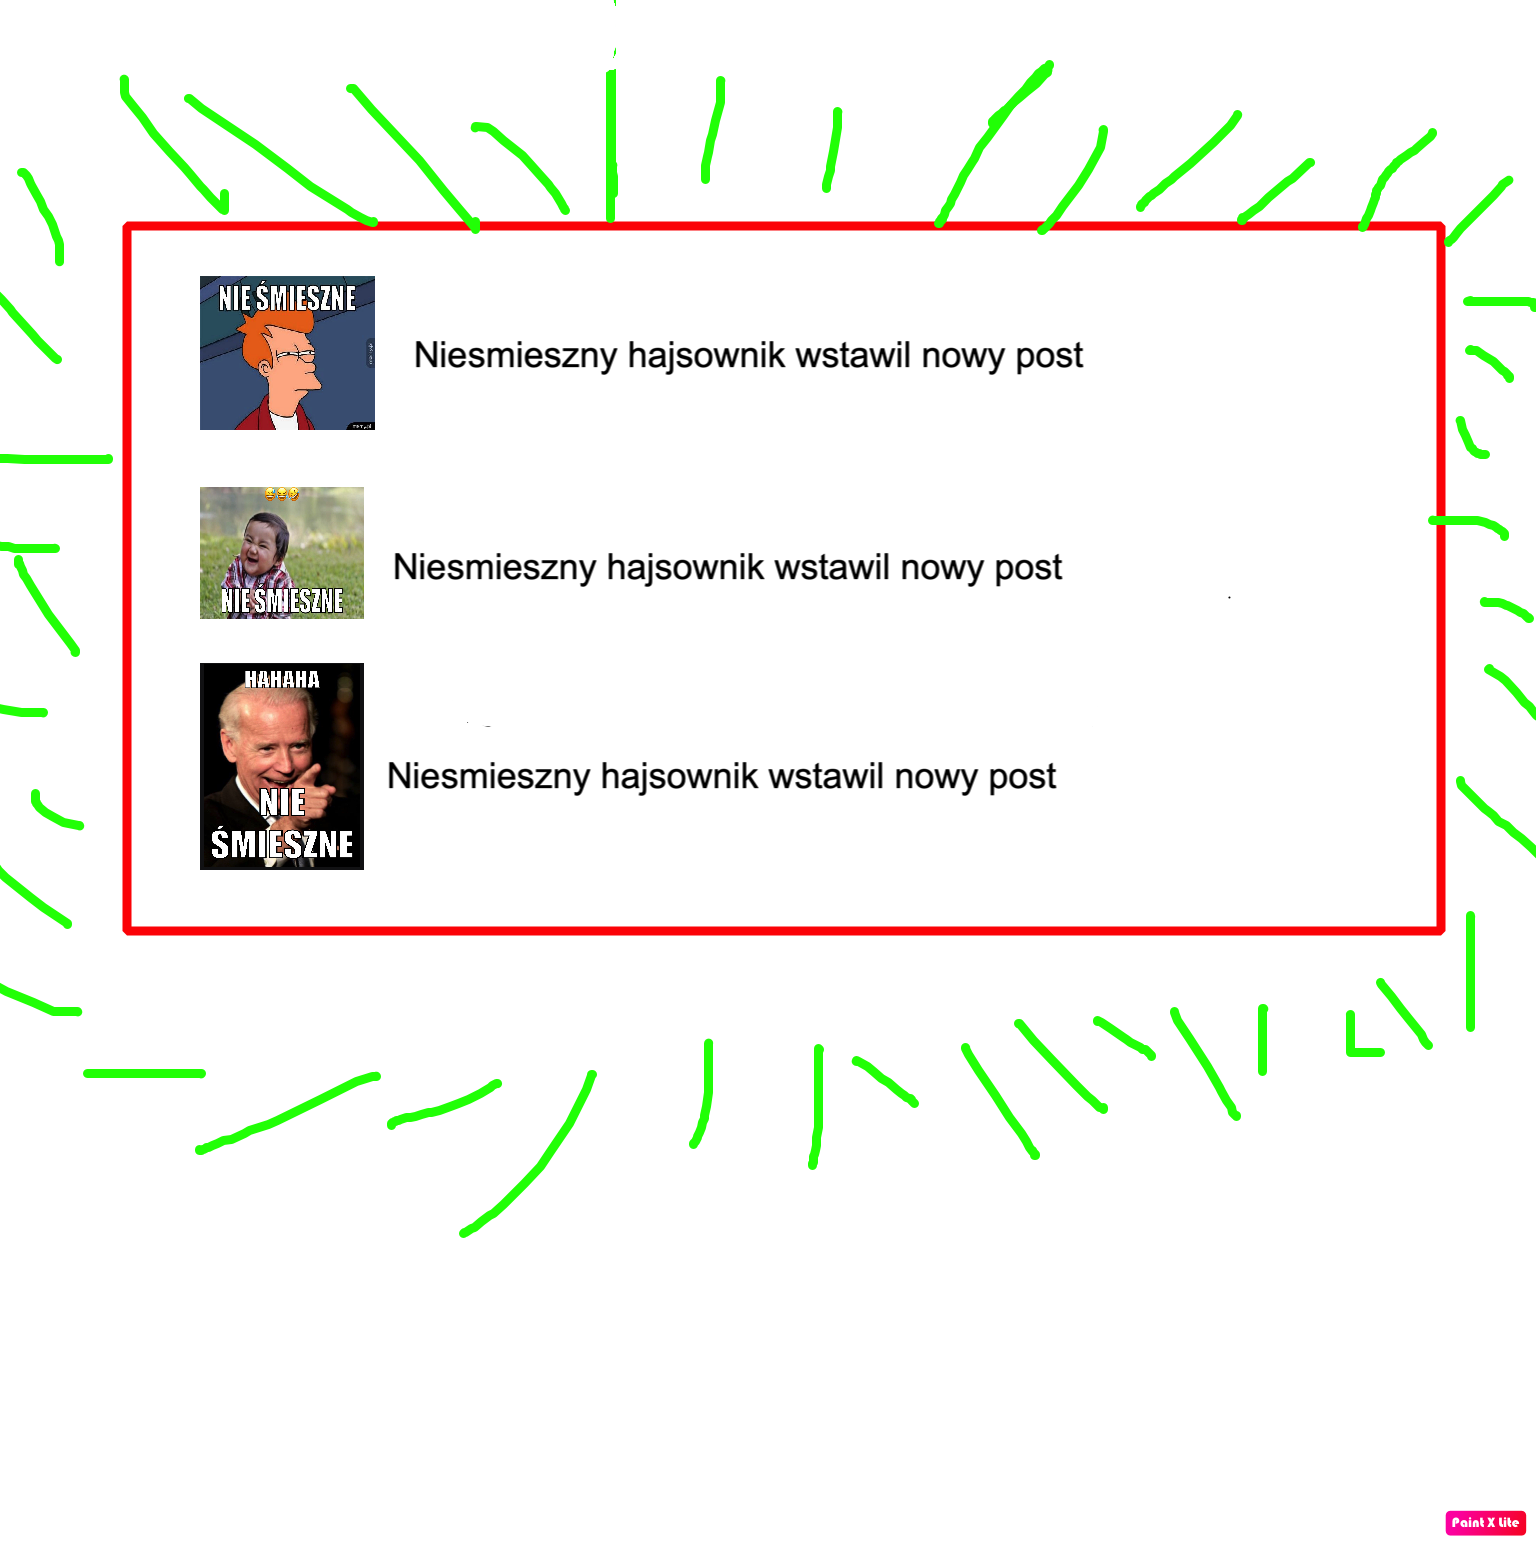 NIE ŚMIESZNE
Niesmieszny hajsownik wstawil nowy post
😂😂🤣
NIE ŚMIESZNE
Niesmieszny hajsownik wstawil nowy post
HAHAHA
NIE
ŚMIESZNE
Niesmieszny hajsownik wstawil nowy post
Paint X Lite